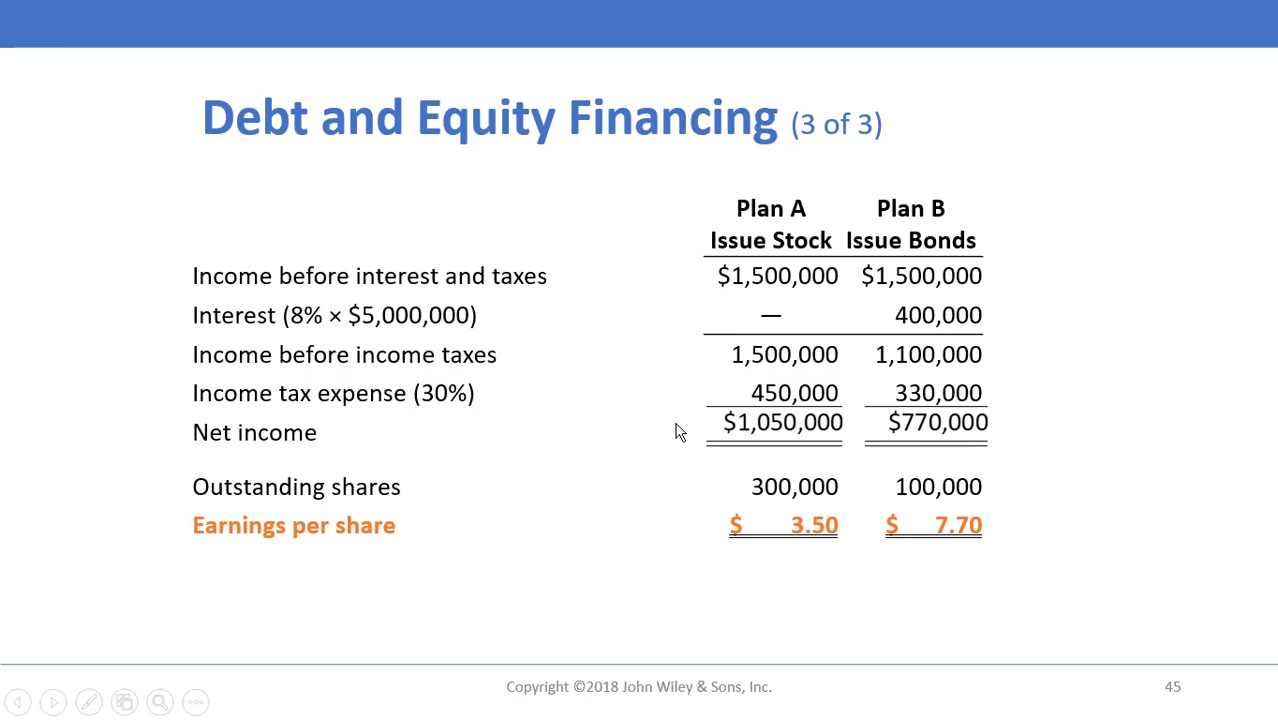 Debt and Equity Financing (3 of 3)
Plan A Plan B
Issue Stock Issue Bonds
Income before interest and taxes $1,500,000 $1,500,000
Interest (8% × $5,000,000) — 400,000
Income before income taxes 1,500,000 1,100,000
Income tax expense (30%) 450,000 330,000
Net income $1,050,000 $770,000
Outstanding shares 300,000 100,000
Earnings per share $ 3.50 $ 7.70
Copyright ©2018 John Wiley & Sons, Inc. 45